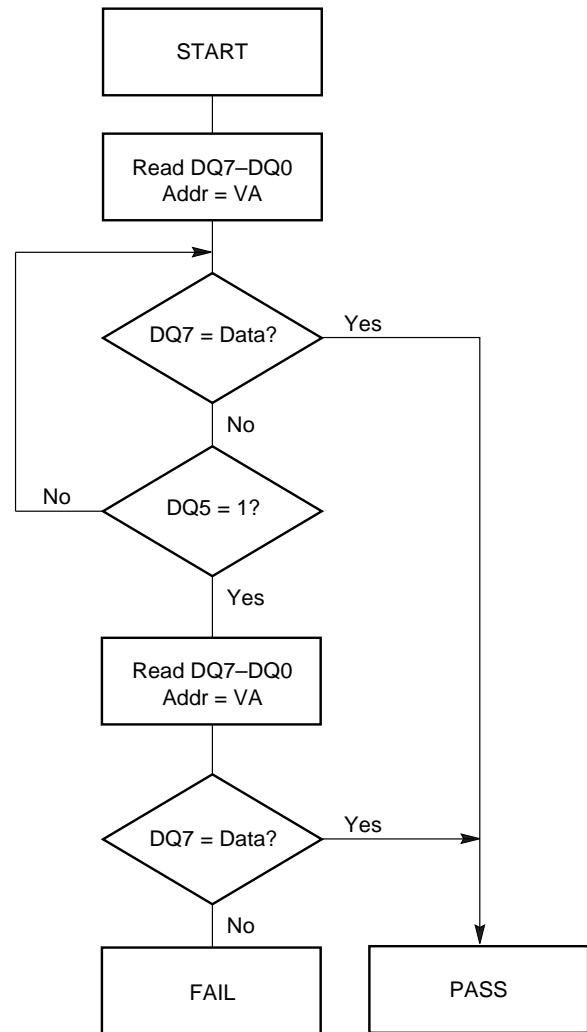 START
Read DQ7–DQ0
Addr = VA
DQ7 = Data?
Yes
No
No
DQ5 = 1?
Yes
Read DQ7–DQ0
Addr = VA
DQ7 = Data?
Yes
No
FAIL
PASS